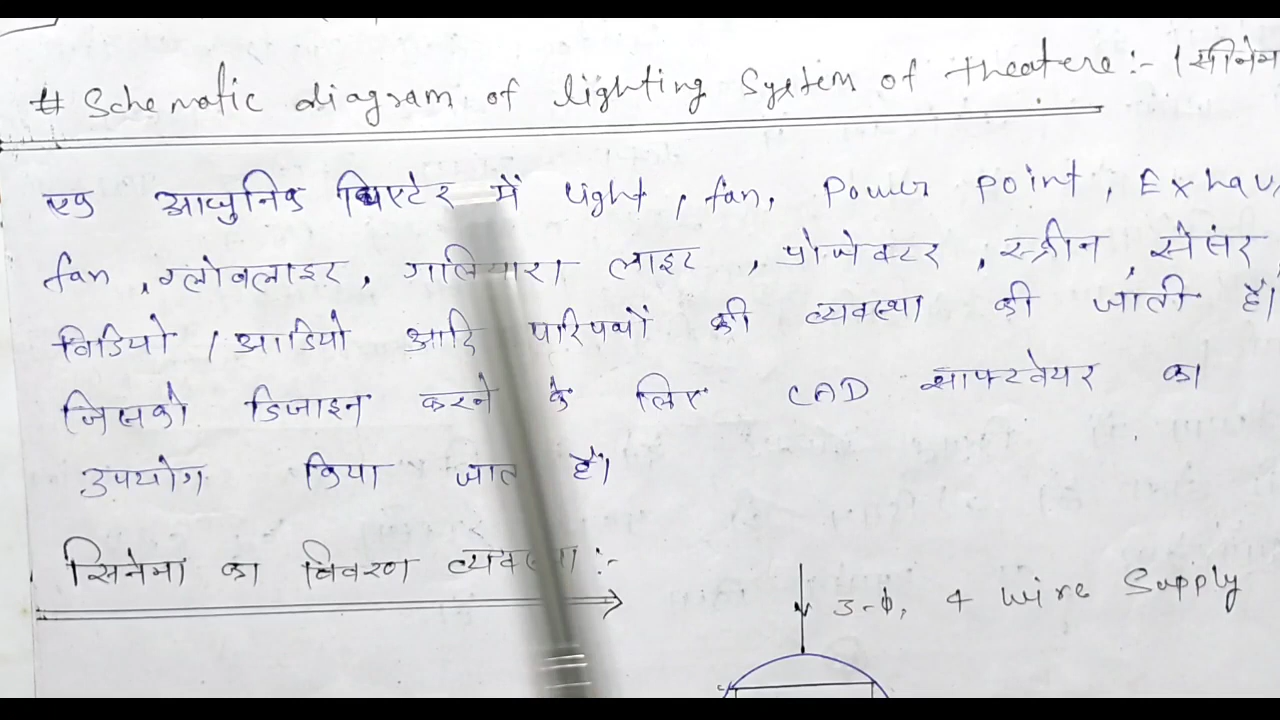 # Schematic diagram of lighting System of theatere:- (सीनेम
एक आधुनिक थिएटर में light, fan, Power Point, Exhau
fan, ग्लोबलाइट, गलियारा लाइट, प्रोजेक्टर, स्क्रीन, सेंसर
विडियो / आडियो आदि परिपथों की व्यवस्था की जाती है।
जिसको डिजाइन करने के लिए CAD साफ्टवेयर का
उपयोग किया जात है।
सिनेमा का विवरण व्यवस्था :-
3-ф, 4 Wire Supply